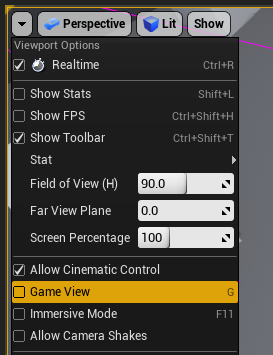 Perspective Lit Show
Viewport Options
Realtime Ctrl+R
Show Stats Shift+L
Show FPS Ctrl+Shift+H
Show Toolbar Ctrl+Shift+T
Stat
Field of View (H) 90.0
Far View Plane 0.0
Screen Percentage 100
Allow Cinematic Control
Game View G
Immersive Mode F11
Allow Camera Shakes